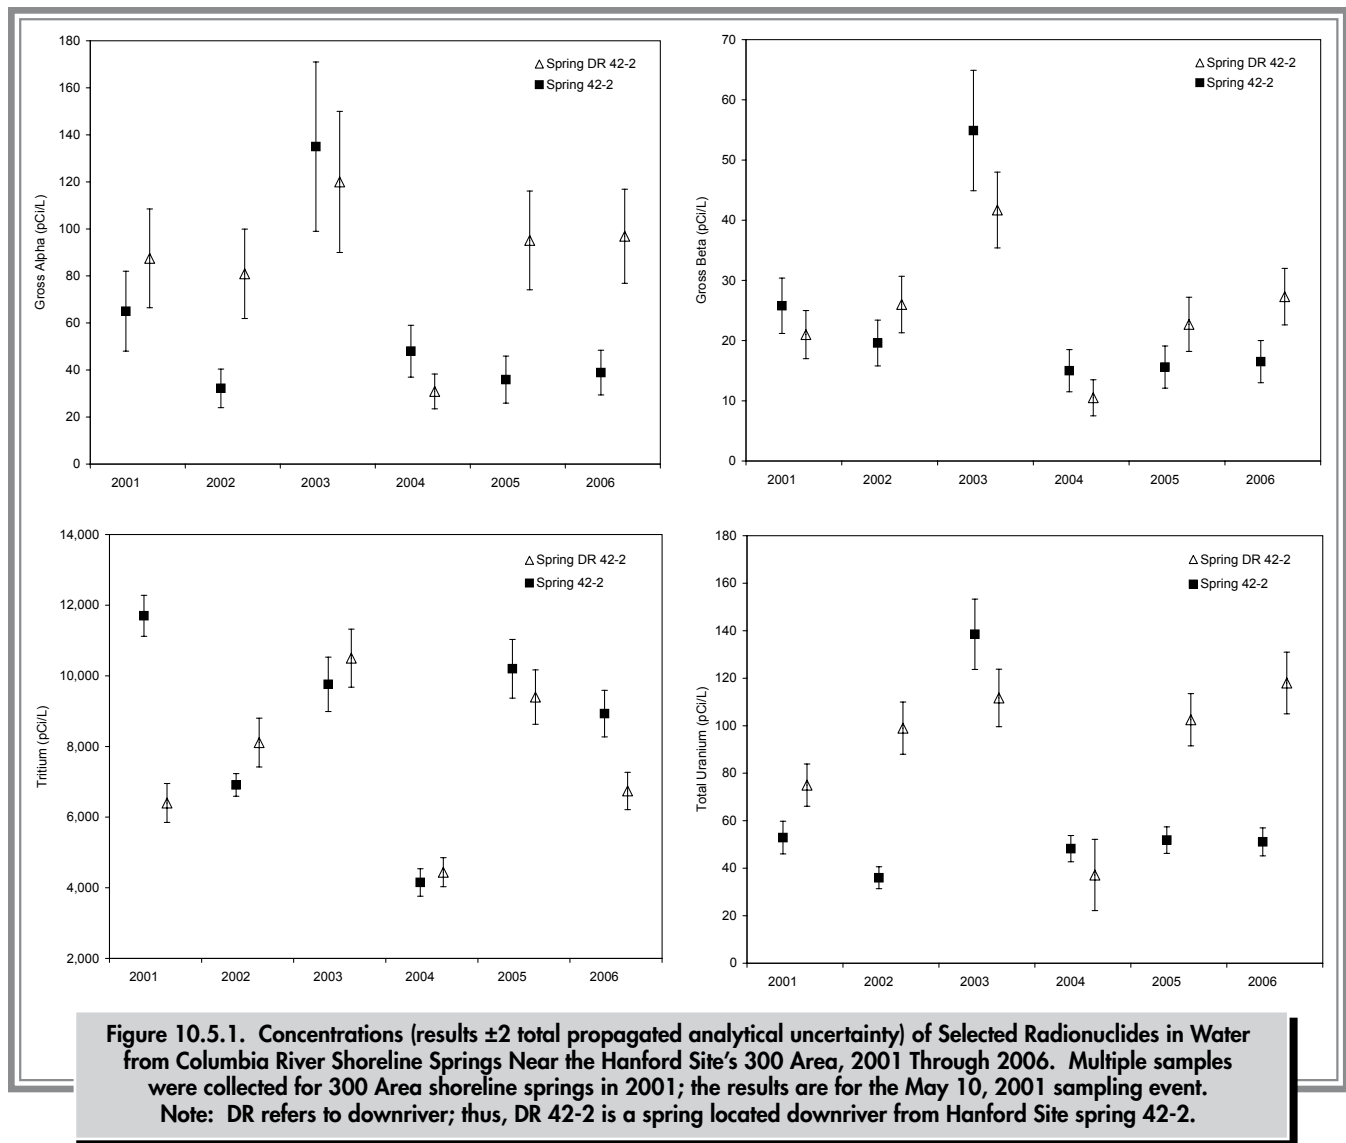 180
160
140
120
100
80
60
40
20
0
Gross Alpha (pCi/L)
Spring DR 42-2
Spring 42-2
2001 2002 2003 2004 2005 2006
70
60
50
40
30
20
10
0
Gross Beta (pCi/L)
Spring DR 42-2
Spring 42-2
2001 2002 2003 2004 2005 2006
14,000
12,000
10,000
8,000
6,000
4,000
2,000
Tritium (pCi/L)
Spring DR 42-2
Spring 42-2
2001 2002 2003 2004 2005 2006
180
160
140
120
100
80
60
40
20
0
Total Uranium (pCi/L)
Spring DR 42-2
Spring 42-2
2001 2002 2003 2004 2005 2006
Figure 10.5.1. Concentrations (results ±2 total propagated analytical uncertainty) of Selected Radionuclides in Water
from Columbia River Shoreline Springs Near the Hanford Site's 300 Area, 2001 Through 2006. Multiple samples
were collected for 300 Area shoreline springs in 2001; the results are for the May 10, 2001 sampling event.
Note: DR refers to downriver; thus, DR 42-2 is a spring located downriver from Hanford Site spring 42-2.